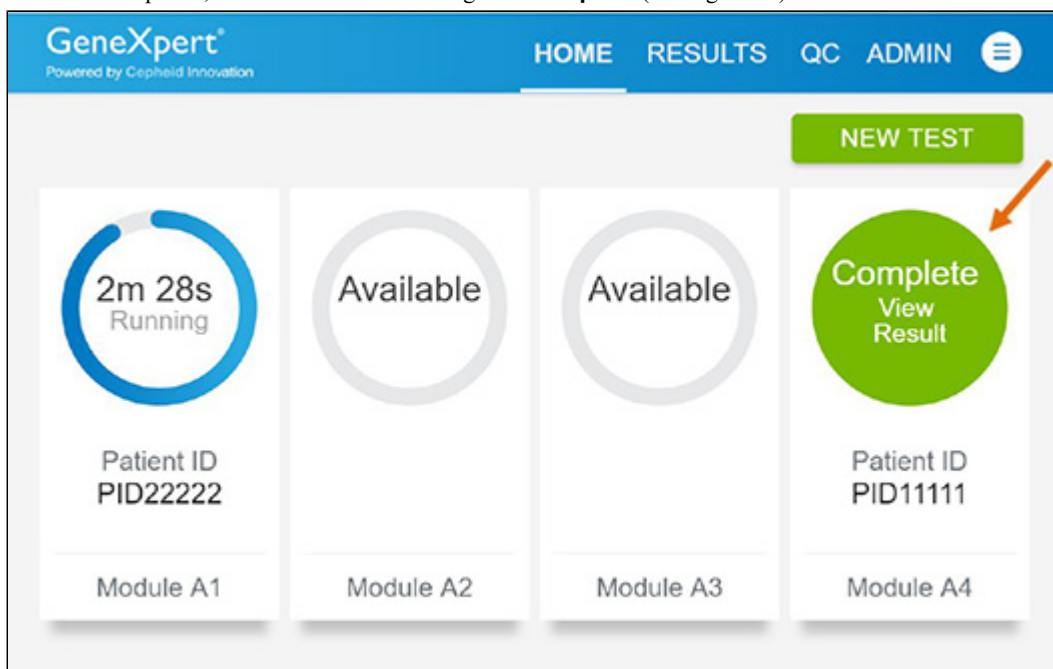 GeneXpert®
Powered by Cepheid Innovation
HOME RESULTS QC ADMIN
NEW TEST
2m 28s
Running
Patient ID
PID22222
Module A1
Available
Module A2
Available
Module A3
Complete
View
Result
Patient ID
PID11111
Module A4